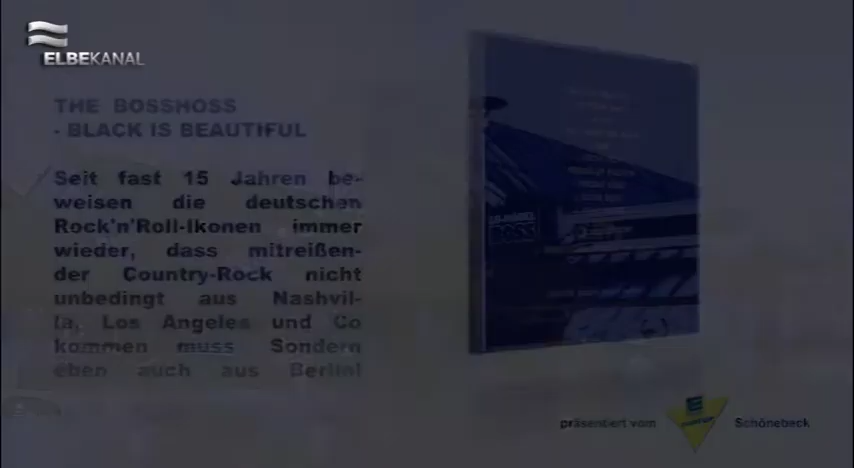 ELBEKANAL
THE BOSSHOSS
- BLACK IS BEAUTIFUL
Seit fast 15 Jahren be-
weisen die deutschen
Rock'n'Roll-Ikonen immer
wieder, dass mitreißen-
der Country-Rock nicht
unbedingt aus Nashvil-
la, Los Angeles und Co
kommen muss Sondern
eben auch aus Berlin!
BOSS
präsentiert vom
Schönebeck